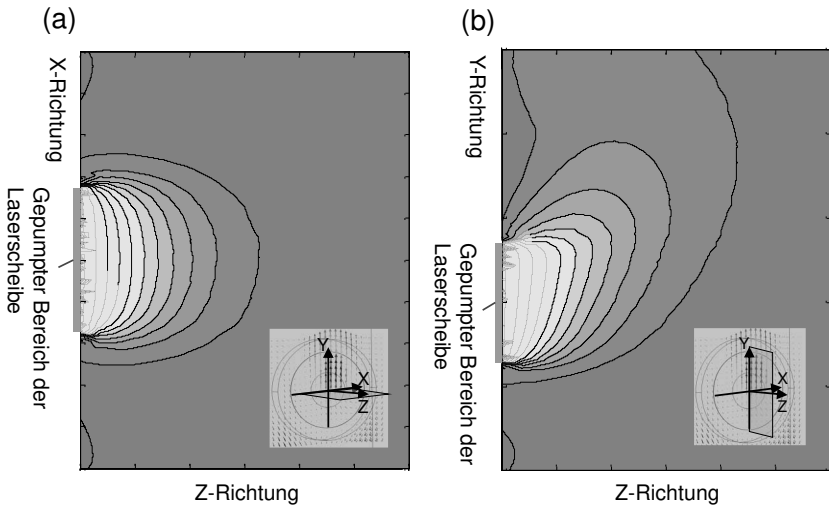 (a)
X-Richtung
Gepumpter Bereich der
Laserscheibe
Y
X
Z
Z-Richtung
(b)
Y-Richtung
Gepumpter Bereich der
Laserscheibe
Y
X
Z
Z-Richtung